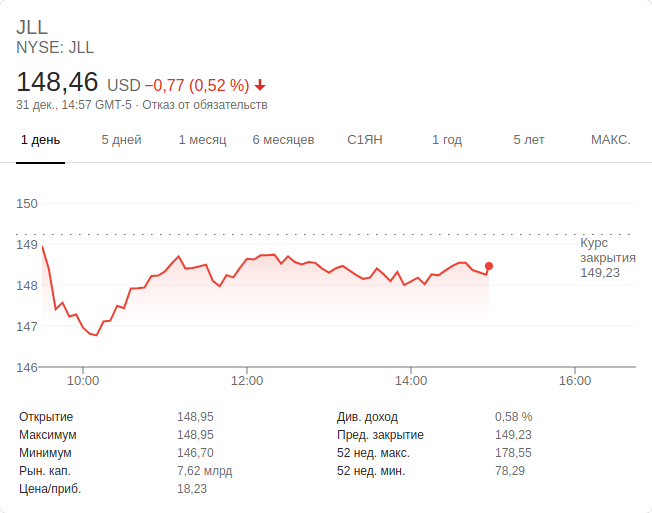 JLL
NYSE: JLL
148,46 USD −0,77 (0,52 %)
31 дек., 14:57 GMT-5 · Отказ от обязательств
1 день 5 дней 1 месяц 6 месяцев С1ЯН 1 год 5 лет МАКС.
150
149
148
147
146
Курс
закрытия
149,23
10:00 12:00 14:00 16:00
Открытие 148,95
Максимум 148,95
Минимум 146,70
Рын. кап. 7,62 млрд
Цена/приб. 18,23
Див. доход 0,58 %
Пред. закрытие 149,23
52 нед. макс. 178,55
52 нед. мин. 78,29